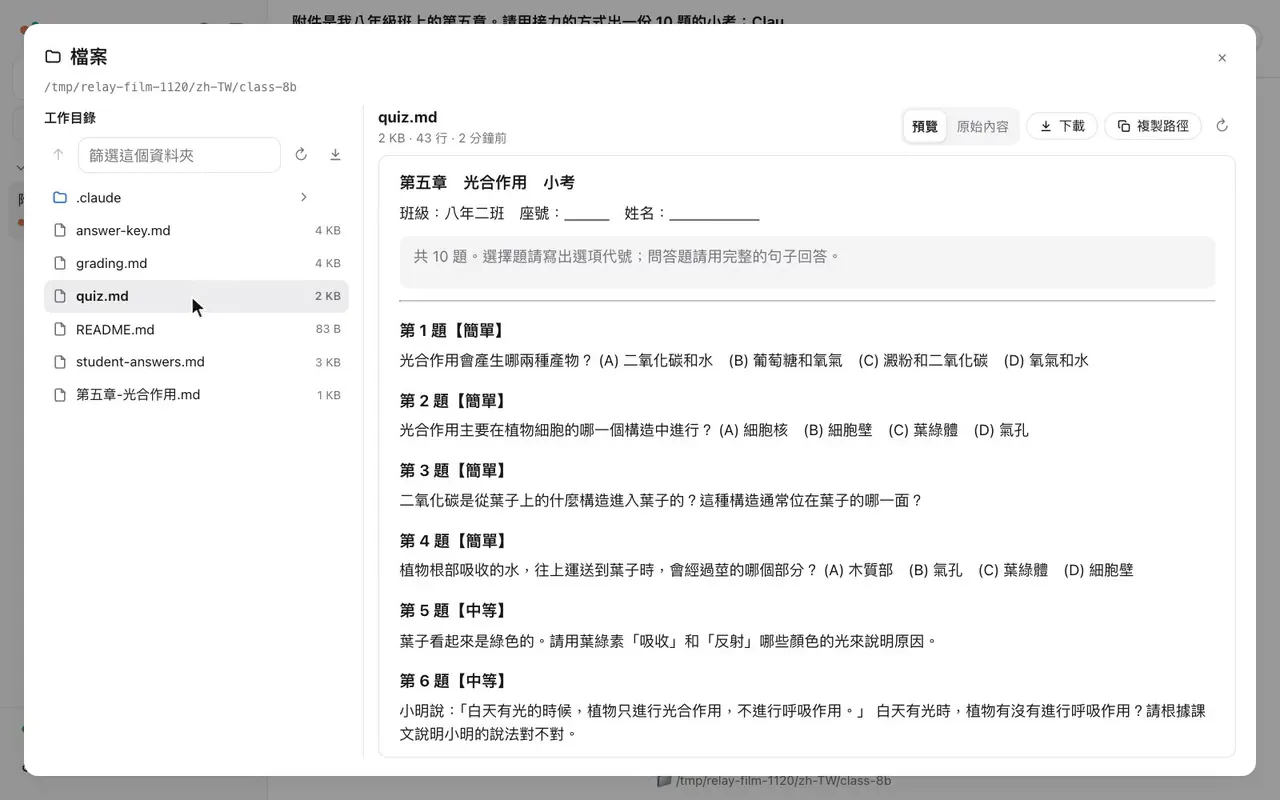 附件是我八年級班上的第五章。請用接力的方式出一份 10 題的小考：Clau
檔案
/tmp/relay-film-1120/zh-TW/class-8b
工作目錄
篩選這個資料夾
.claude
answer-key.md 4 KB
grading.md 4 KB
quiz.md 2 KB
README.md 83 B
student-answers.md 3 KB
第五章-光合作用.md 1 KB
quiz.md
2 KB · 43 行 · 2 分鐘前
預覽 原始內容 下載 複製路徑
第五章　光合作用　小考
班級：八年二班　座號：______　姓名：____________
共 10 題。選擇題請寫出選項代號；問答題請用完整的句子回答。
第 1 題【簡單】
光合作用會產生哪兩種產物？ (A) 二氧化碳和水　(B) 葡萄糖和氧氣　(C) 澱粉和二氧化碳　(D) 氧氣和水
第 2 題【簡單】
光合作用主要在植物細胞的哪一個構造中進行？ (A) 細胞核　(B) 細胞壁　(C) 葉綠體　(D) 氣孔
第 3 題【簡單】
二氧化碳是從葉子上的什麼構造進入葉子的？這種構造通常位在葉子的哪一面？
第 4 題【簡單】
植物根部吸收的水，往上運送到葉子時，會經過莖的哪個部分？ (A) 木質部　(B) 氣孔　(C) 葉綠體　(D) 細胞壁
第 5 題【中等】
葉子看起來是綠色的。請用葉綠素「吸收」和「反射」哪些顏色的光來說明原因。
第 6 題【中等】
小明說：「白天有光的時候，植物只進行光合作用，不進行呼吸作用。」 白天有光時，植物有沒有進行呼吸作用？請根據課
文說明小明的說法對不對。
/tmp/relay-film-1120/zh-TW/class-8b